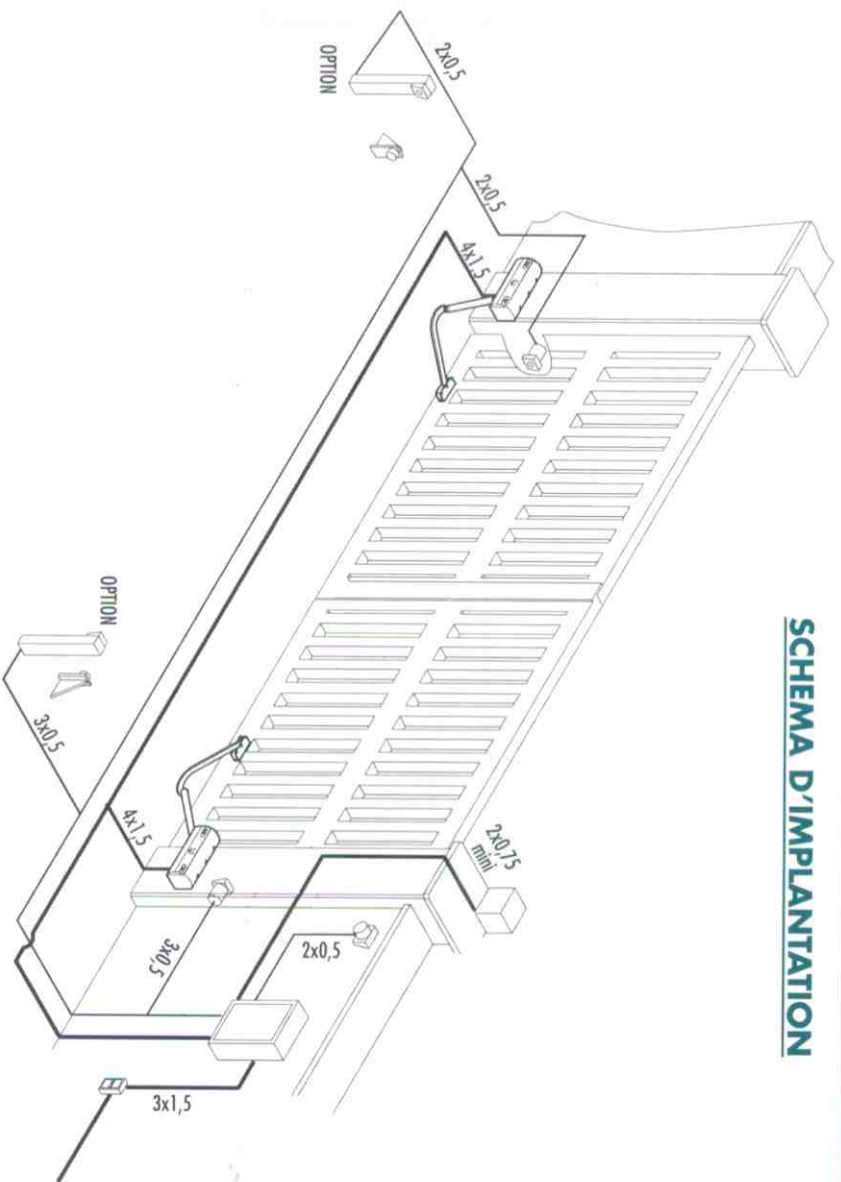 SCHEMA D'IMPLANTATION
OPTION
2x0,5
2x0,5
4x1,5
OPTION
3x0,5
4x1,5
3x0,5
2x0,5
2x0,75
mini
3x1,5